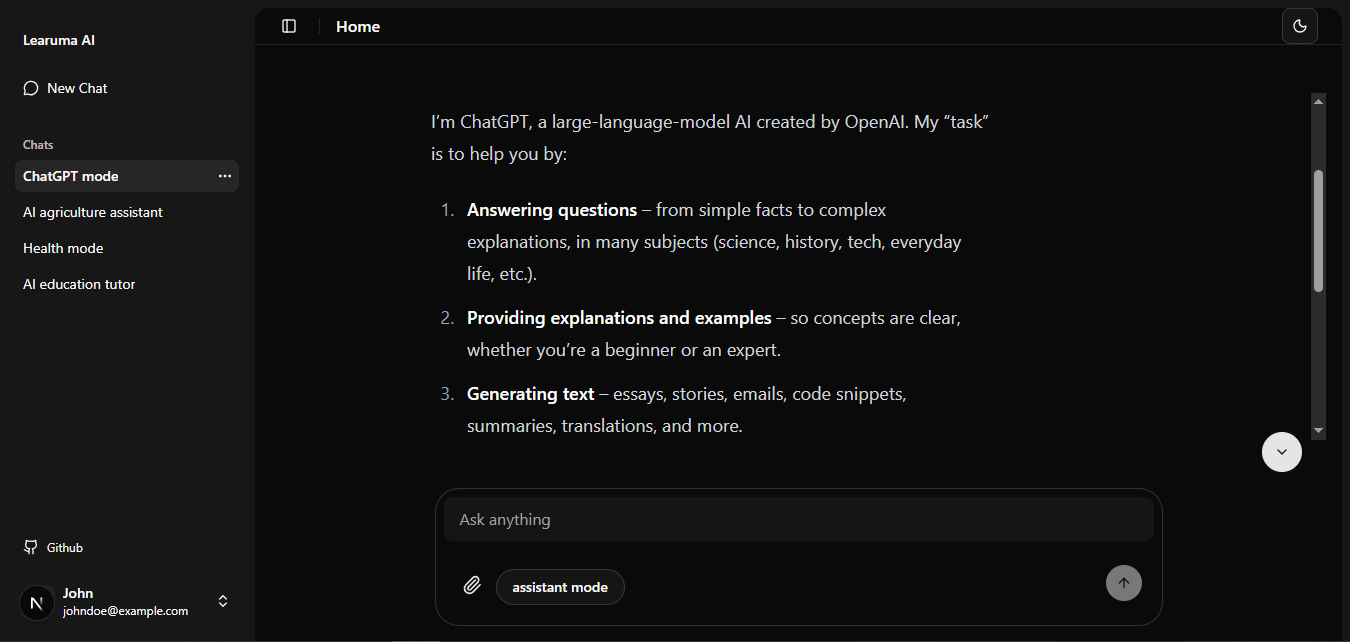 Learuma AI
New Chat
Chats
ChatGPT mode
AI agriculture assistant
Health mode
AI education tutor
Github
N
John
johndoe@example.com
Home
I’m ChatGPT, a large-language-model AI created by OpenAI. My “task”
is to help you by:
1. Answering questions – from simple facts to complex
explanations, in many subjects (science, history, tech, everyday
life, etc.).
2. Providing explanations and examples – so concepts are clear,
whether you’re a beginner or an expert.
3. Generating text – essays, stories, emails, code snippets,
summaries, translations, and more.
Ask anything
assistant mode